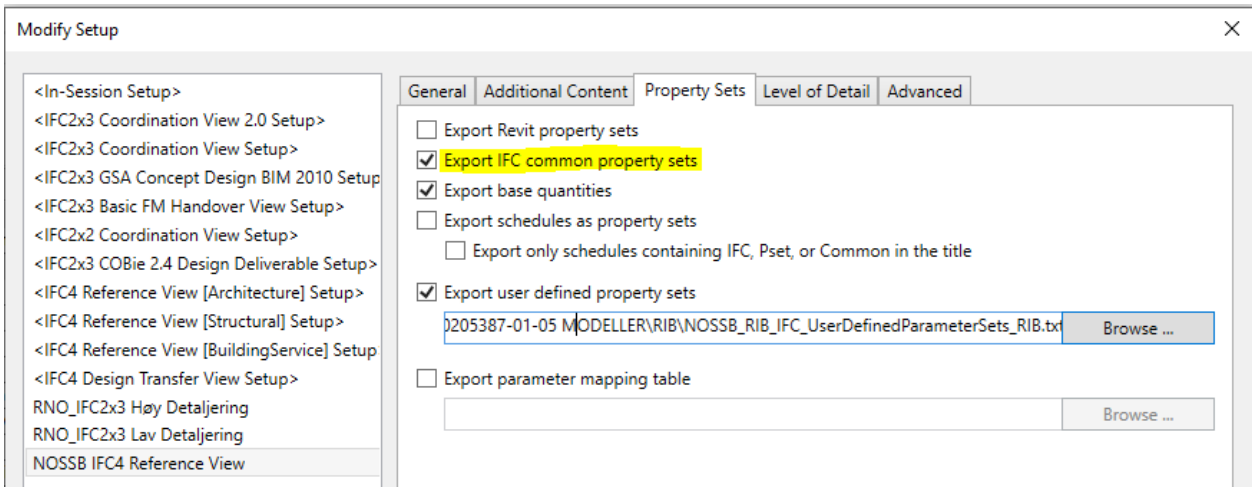 Modify Setup
<In-Session Setup>
<IFC2x3 Coordination View 2.0 Setup>
<IFC2x3 Coordination View Setup>
<IFC2x3 GSA Concept Design BIM 2010 Setup
<IFC2x3 Basic FM Handover View Setup>
<IFC2x2 Coordination View Setup>
<IFC2x3 COBie 2.4 Design Deliverable Setup>
<IFC4 Reference View [Architecture] Setup>
<IFC4 Reference View [Structural] Setup>
<IFC4 Reference View [BuildingService] Setup
<IFC4 Design Transfer View Setup>
RNO_IFC2x3 Høy Detaljering
RNO_IFC2x3 Lav Detaljering
NOSSB IFC4 Reference View
General Additional Content Property Sets Level of Detail Advanced
Export Revit property sets
Export IFC common property sets
Export base quantities
Export schedules as property sets
Export only schedules containing IFC, Pset, or Common in the title
Export user defined property sets
0205387-01-05 MODELLER\RIB\NOSSB_RIB_IFC_UserDefinedParameterSets_RIB.txt Browse ...
Export parameter mapping table
Browse ...